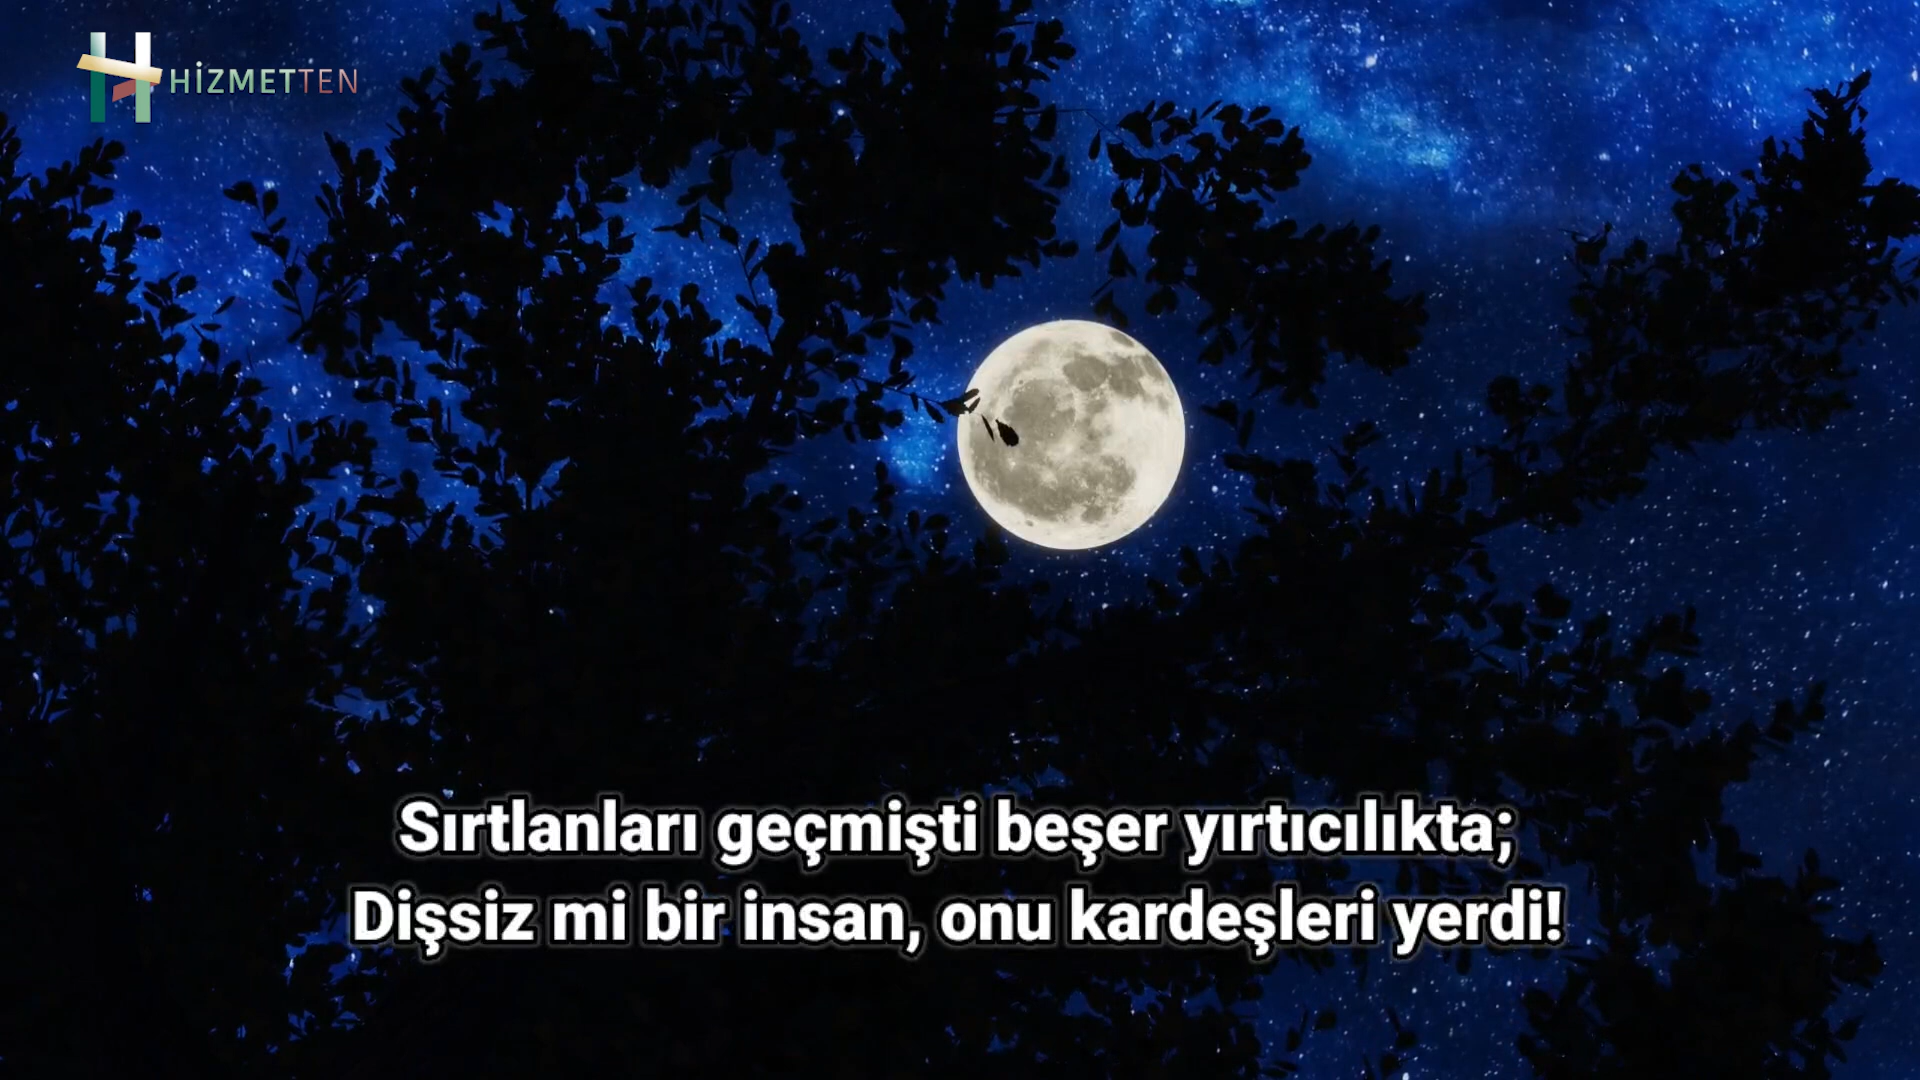 HİZMETTEN
Sırtlanları geçmişti beşer yırtıcılıkta;
Dişsiz mi bir insan, onu kardeşleri yerdi!